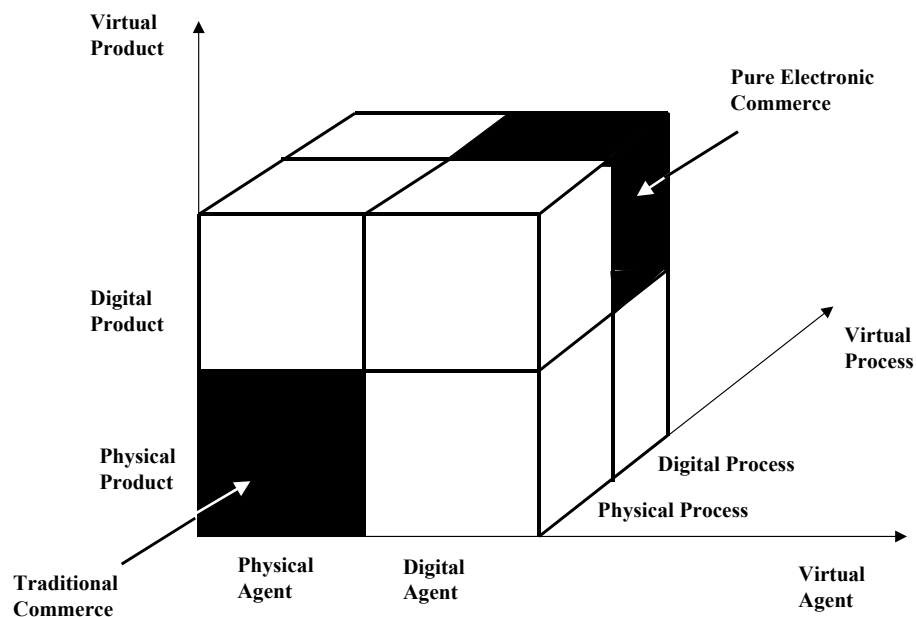 Virtual
Product
Pure Electronic
Commerce
Digital
Product
Virtual
Process
Physical
Product
Digital Process
Physical Process
Physical
Agent
Digital
Agent
Virtual
Agent
Traditional
Commerce